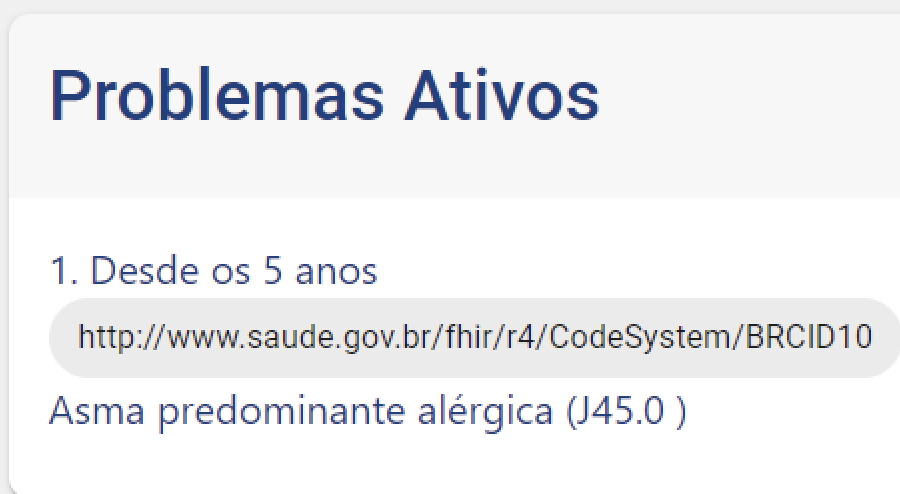 Problemas Ativos
1. Desde os 5 anos
http://www.saude.gov.br/fhir/r4/CodeSystem/BRCID10
Asma predominante alérgica (J45.0 )